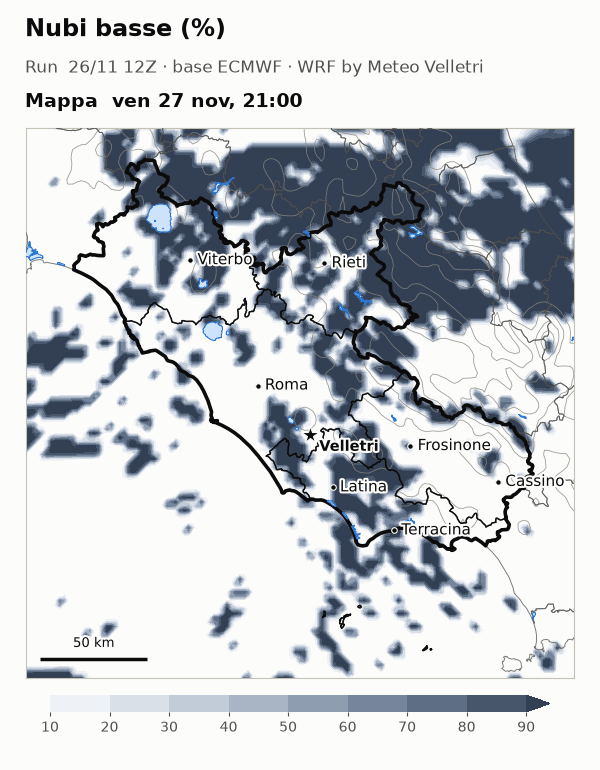 Nubi basse (%)
Run  26/11 12Z · base ECMWF · WRF by Meteo Velletri
Mappa  ven 27 nov, 21:00
Viterbo
Rieti
Roma
Velletri
Frosinone
Latina
Cassino
Terracina
50 km
10 20 30 40 50 60 70 80 90